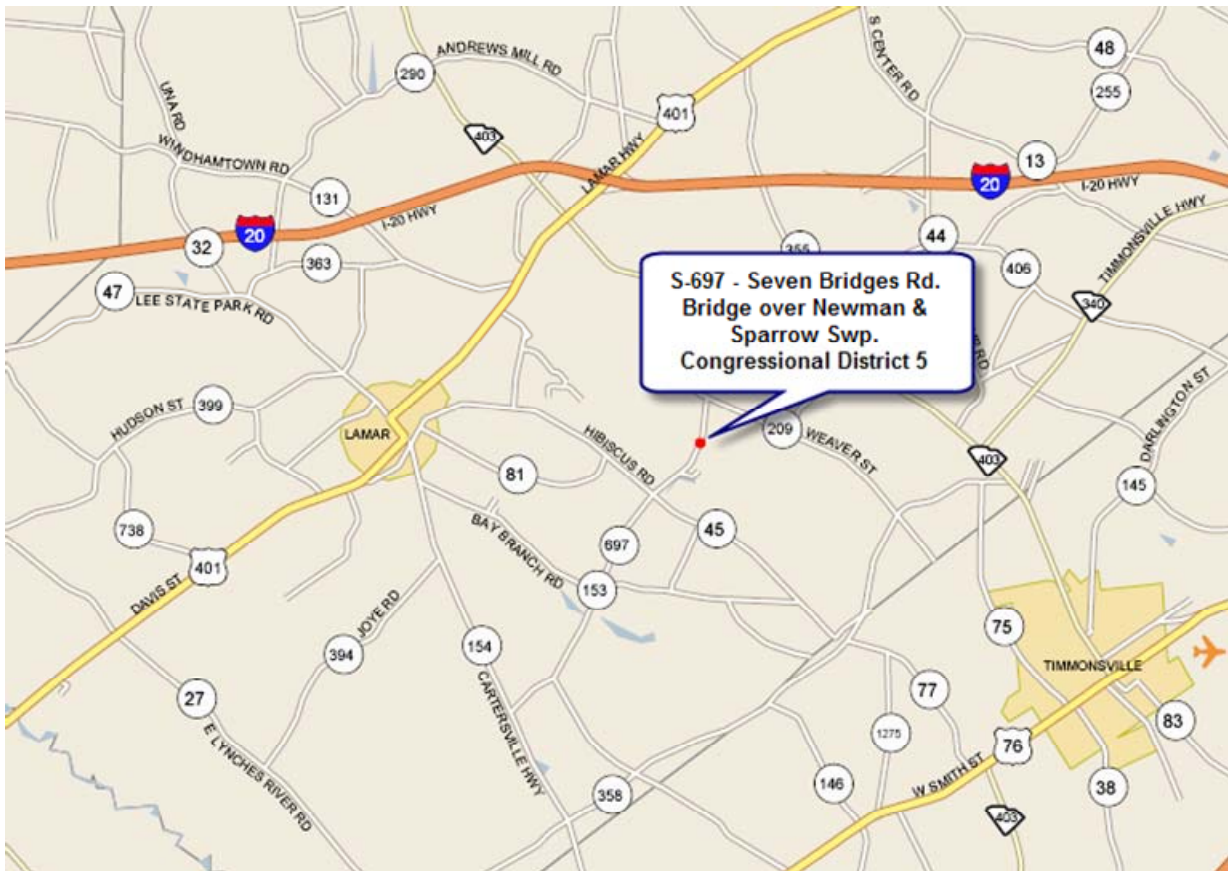 48
ANDREWS MILL RD
S CENTER RD
290
255
UNA RD
401
403
LAMAR HWY
WINDHAMTOWN RD
13
20
I-20 HWY
131
I-20 HWY
TIMMONSVILLE HWY
20
32
44
355
363
406
47
LEE STATE PARK RD
340
S-697 - Seven Bridges Rd.
Bridge over Newman &
Sparrow Swp.
Congressional District 5
RD
DARLINGTON ST
HUDSON ST
399
LAMAR
HIBISCUS RD
209
WEAVER ST
403
81
145
738
BAY BRANCH RD
45
697
401
DAVIS ST
153
JOYE RD
75
394
154
TIMMONSVILLE
27
CARTERSVILLE HWY
77
83
E LYNCHES RIVER RD
1275
76
W SMITH ST
358
146
38
403